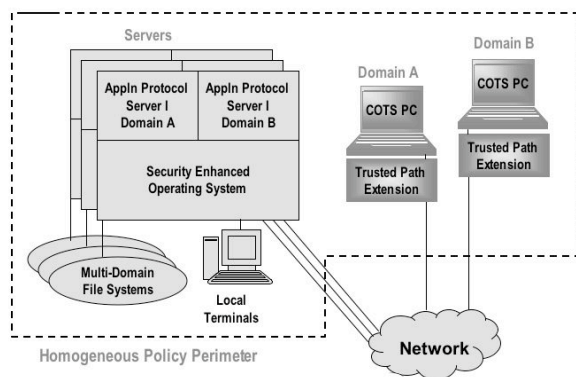 Servers
Appln Protocol
Server I
Domain A
Appln Protocol
Server I
Domain B
Security Enhanced
Operating System
Multi-Domain
File Systems
Local
Terminals
Homogeneous Policy Perimeter
Domain A
COTS PC
Trusted Path
Extension
Domain B
COTS PC
Trusted Path
Extension
Network